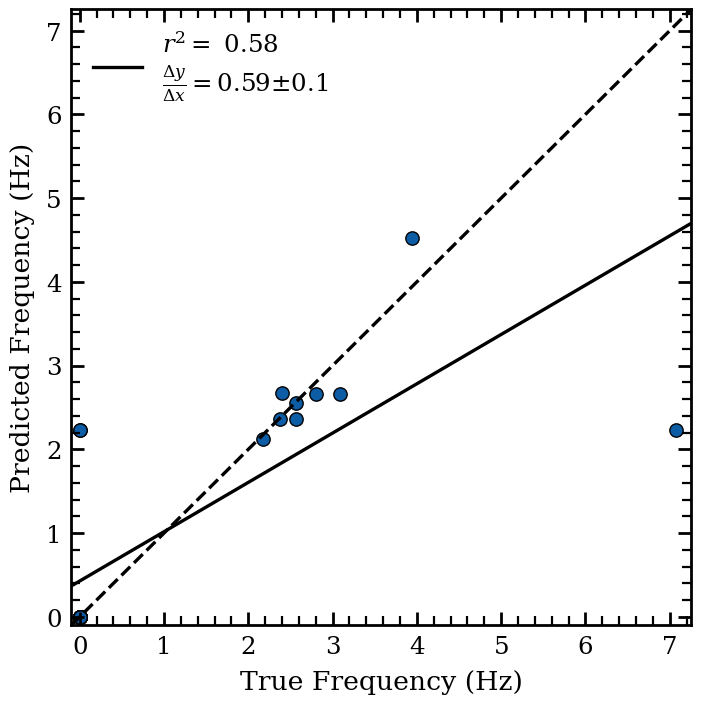 r² = 0.58
Δy/Δx = 0.59±0.1
7
6
5
4
3
2
1
0
Predicted Frequency (Hz)
0 1 2 3 4 5 6 7
True Frequency (Hz)